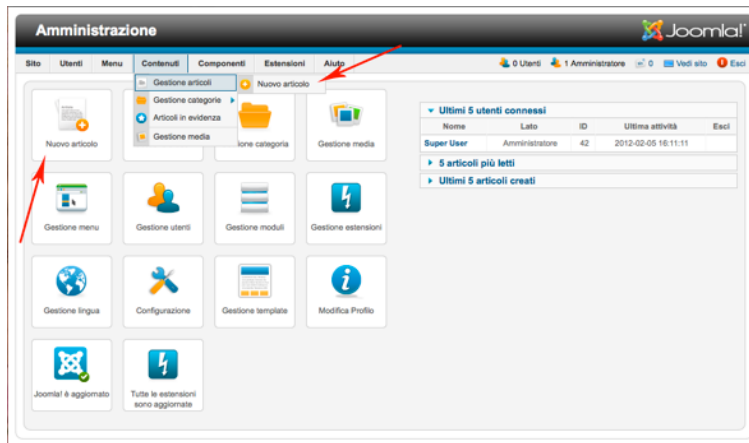 Amministrazione
Joomla!
Sito Utenti Menu Contenuti Componenti Estensioni Aiuto
0 Utenti 1 Amministratore 0 Vedi sito Esci
Gestione articoli
Nuovo articolo
Gestione categorie
Articoli in evidenza
Gestione media
Nuovo articolo
ione categoria
Gestione media
Gestione menu
Gestione utenti
Gestione moduli
Gestione estensioni
Gestione lingua
Configurazione
Gestione template
Modifica Profilo
Joomla! è aggiornato
Tutte le estensioni
sono aggiornate
Ultimi 5 utenti connessi
Nome Lato ID Ultima attività Esci
Super User Amministratore 42 2012-02-05 16:11:11
5 articoli più letti
Ultimi 5 articoli creati